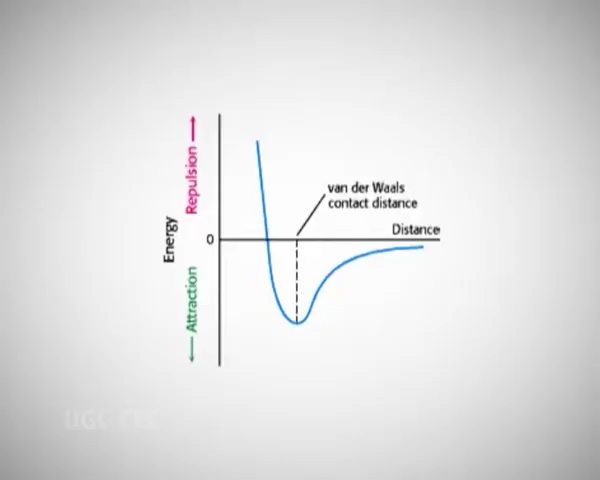 Repulsion
van der Waals
contact distance
Distance
Energy
0
Attraction